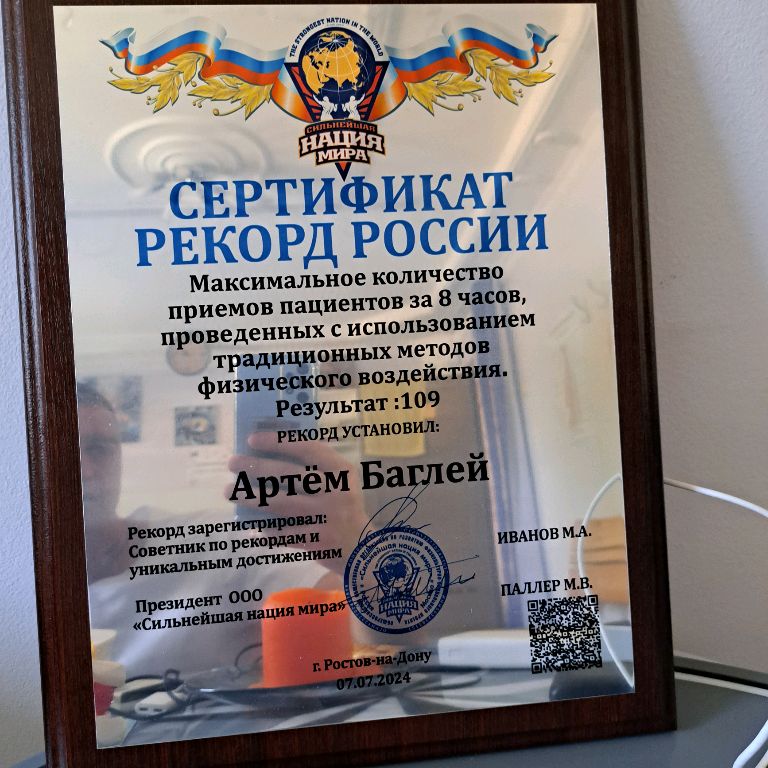 THE STRONGEST NATION IN THE WORLD
СИЛЬНЕЙШАЯ
НАЦИЯ
МИРА
СЕРТИФИКАТ
РЕКОРД РОССИИ
Максимальное количество
приемов пациентов за 8 часов,
проведенных с использованием
традиционных методов
физического воздействия.
Результат :109
РЕКОРД УСТАНОВИЛ:
Артём Баглей
Рекорд зарегистрировал:
Советник по рекордам и
уникальным достижениям
ИВАНОВ М.А.
Президент ООО
«Сильнейшая нация мира»
ПАЛЛЕР М.В.
НАЦИЯ
МИРА
г. Ростов-на-Дону
07.07.2024